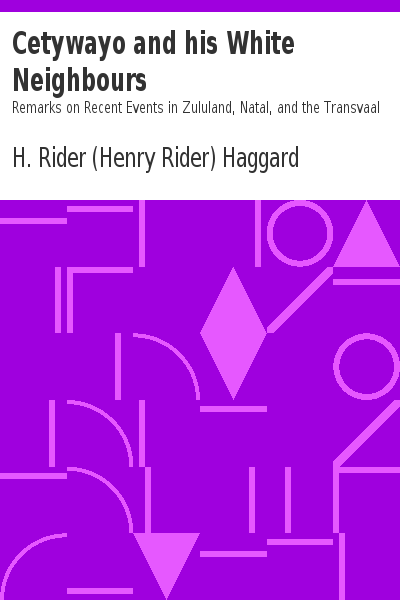 Cetywayo and his White
Neighbours
Remarks on Recent Events in Zululand, Natal, and the Transvaal
H. Rider (Henry Rider) Haggard